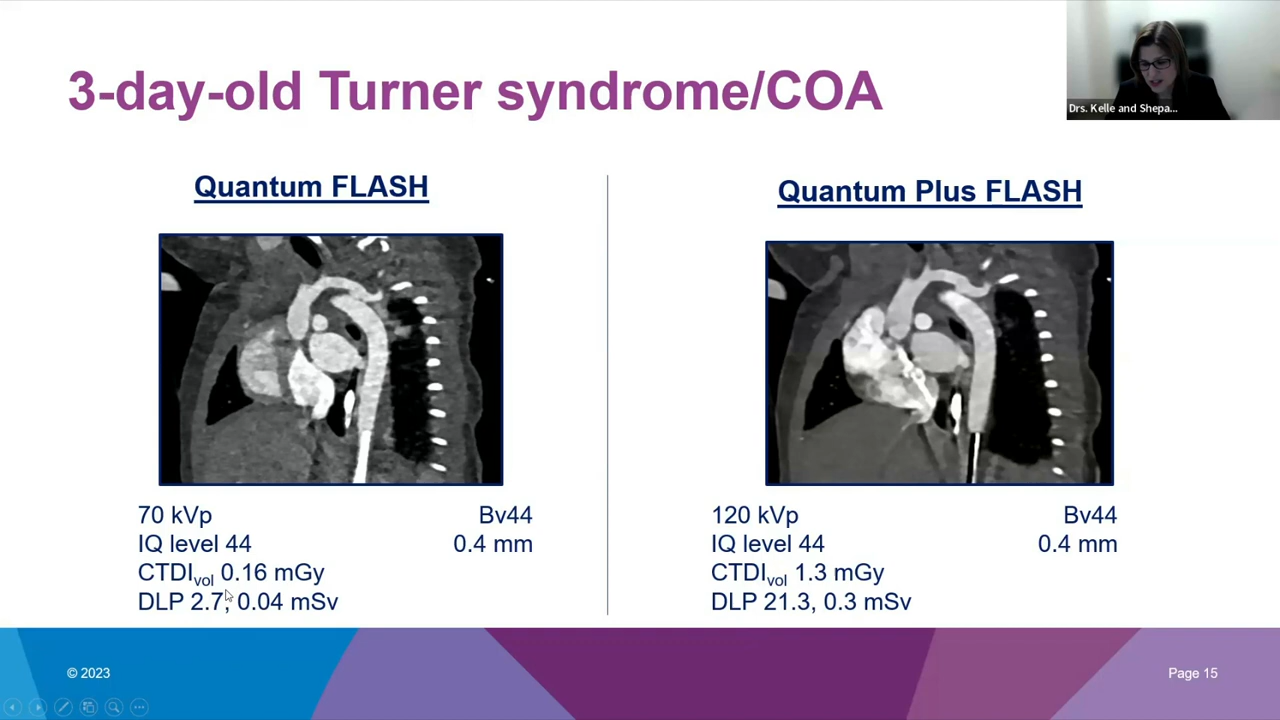 3-day-old Turner syndrome/COA
Drs. Kelle and Shepa...
Quantum FLASH
70 kVp
Bv44
IQ level 44
0.4 mm
CTDIvol 0.16 mGy
DLP 2.7, 0.04 mSv
Quantum Plus FLASH
120 kVp
Bv44
IQ level 44
0.4 mm
CTDIvol 1.3 mGy
DLP 21.3, 0.3 mSv
© 2023
Page 15